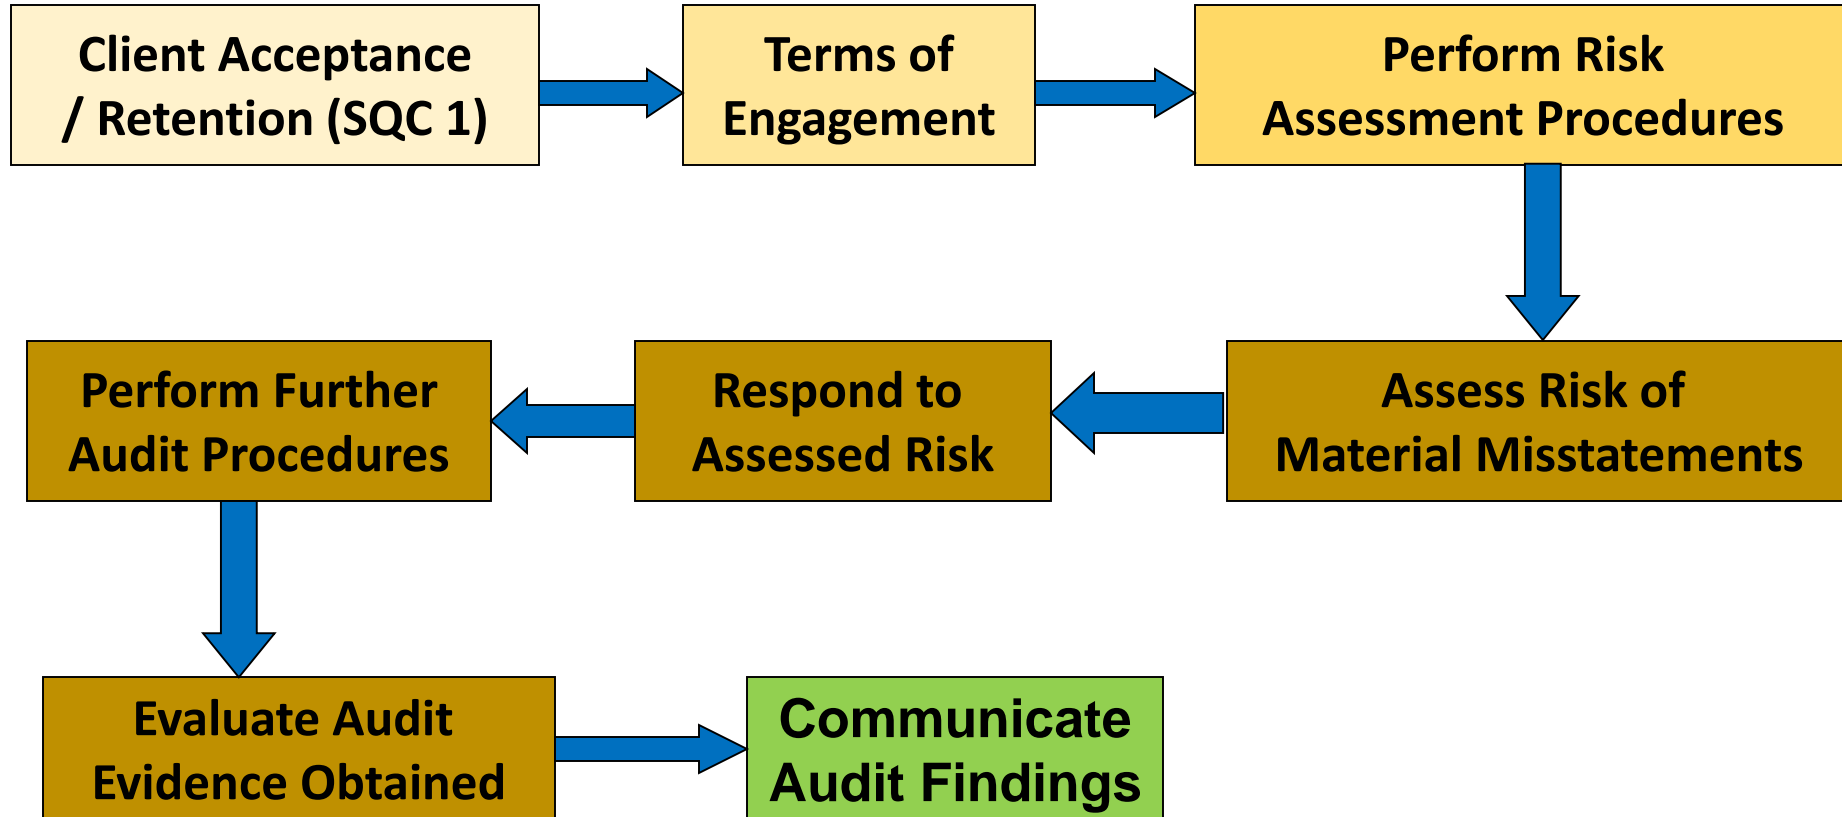 Client Acceptance
/ Retention (SQC 1)
Terms of
Engagement
Perform Risk
Assessment Procedures
Assess Risk of
Material Misstatements
Respond to
Assessed Risk
Perform Further
Audit Procedures
Evaluate Audit
Evidence Obtained
Communicate
Audit Findings